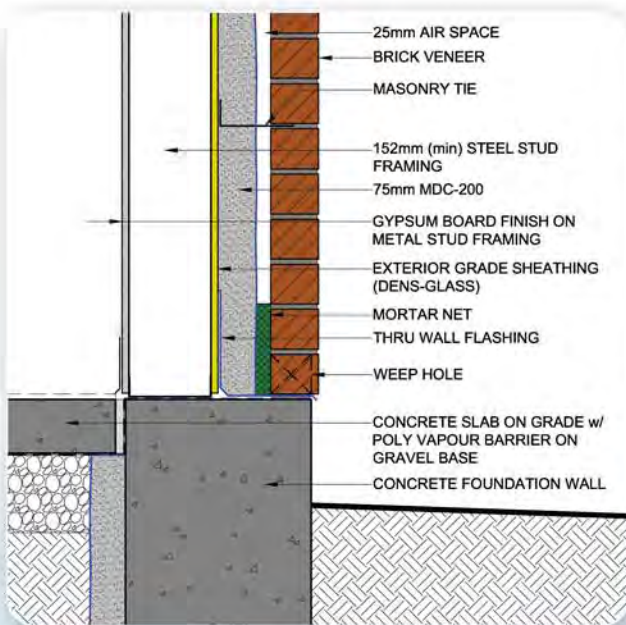 25mm AIR SPACE
BRICK VENEER
MASONRY TIE
152mm (min) STEEL STUD
FRAMING
75mm MDC-200
GYPSUM BOARD FINISH ON
METAL STUD FRAMING
EXTERIOR GRADE SHEATHING
(DENS-GLASS)
MORTAR NET
THRU WALL FLASHING
WEEP HOLE
CONCRETE SLAB ON GRADE w/
POLY VAPOUR BARRIER ON
GRAVEL BASE
CONCRETE FOUNDATION WALL